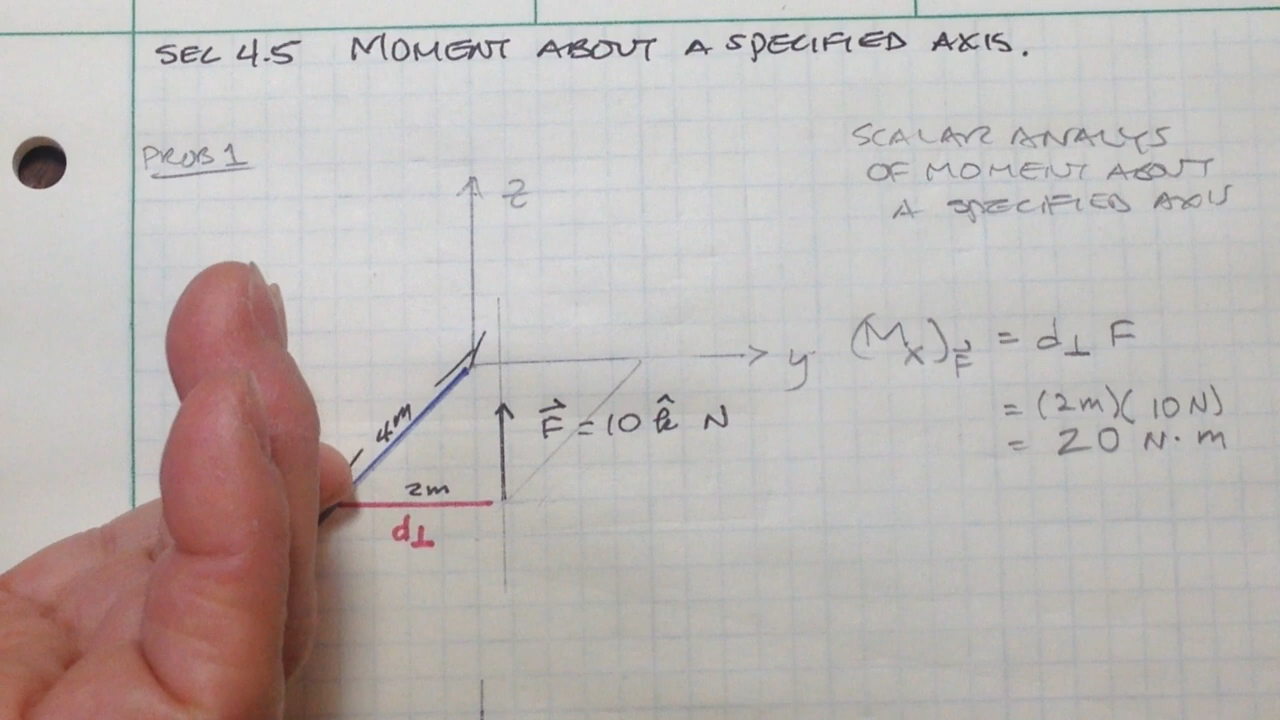 SEC 4.5 MOMENT ABOUT A SPECIFIED AXIS.
PROB 1
SCALAR ANALYS
OF MOMENT ABOUT
A SPECIFIED AXIS
z
y
(Mₓ)_F⃗ = d⊥ F
= (2m)(10N)
= 20 N·m
F⃗ = 10 k̂ N
4m
2m
d⊥